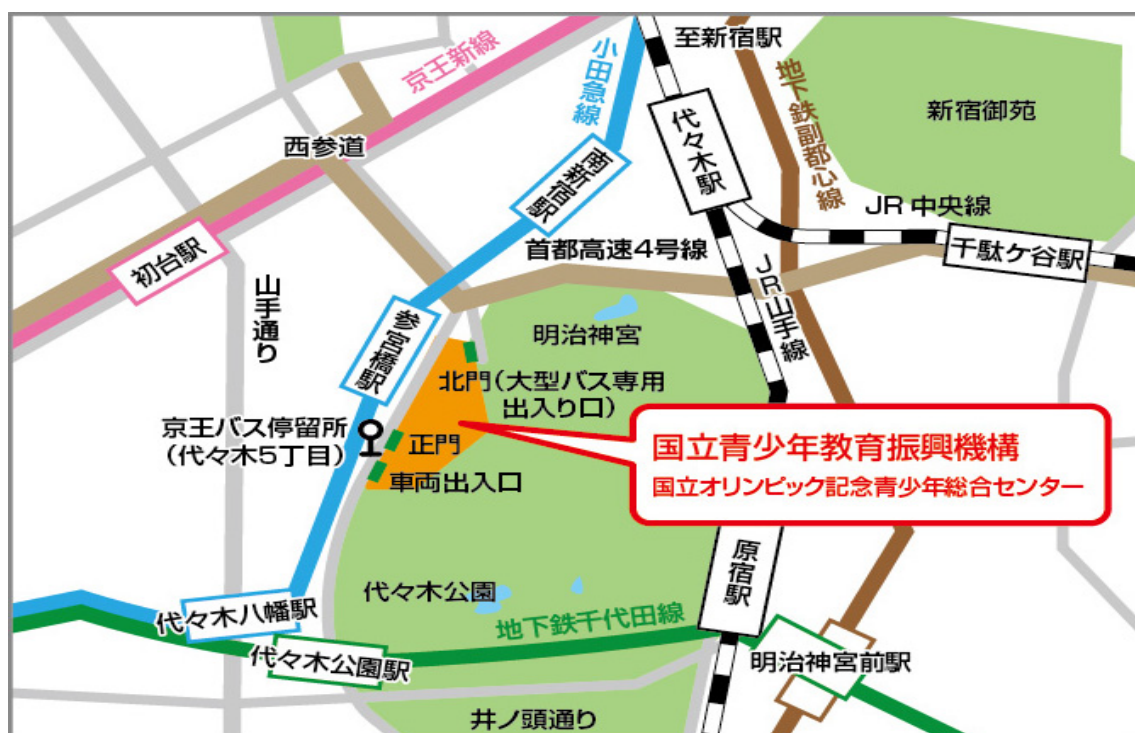 至新宿駅
京王新線
小田急線
地下鉄副都心線
新宿御苑
代々木駅
西参道
南新宿駅
JR中央線
初台駅
首都高速4号線
千駄ケ谷駅
山手通り
JR山手線
明治神宮
参宮橋駅
北門(大型バス専用
出入り口)
京王バス停留所
(代々木5丁目)
正門
車両出入口
国立青少年教育振興機構
国立オリンピック記念青少年総合センター
原宿駅
代々木公園
代々木八幡駅
地下鉄千代田線
代々木公園駅
明治神宮前駅
井ノ頭通り